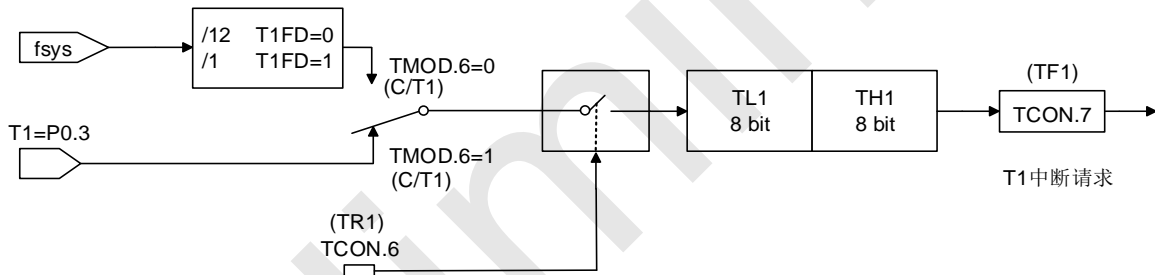 fsys
/12 T1FD=0
/1 T1FD=1
TMOD.6=0
(C/T1)
T1=P0.3
TMOD.6=1
(C/T1)
(TR1)
TCON.6
TL1
8 bit
TH1
8 bit
(TF1)
TCON.7
T1中断请求